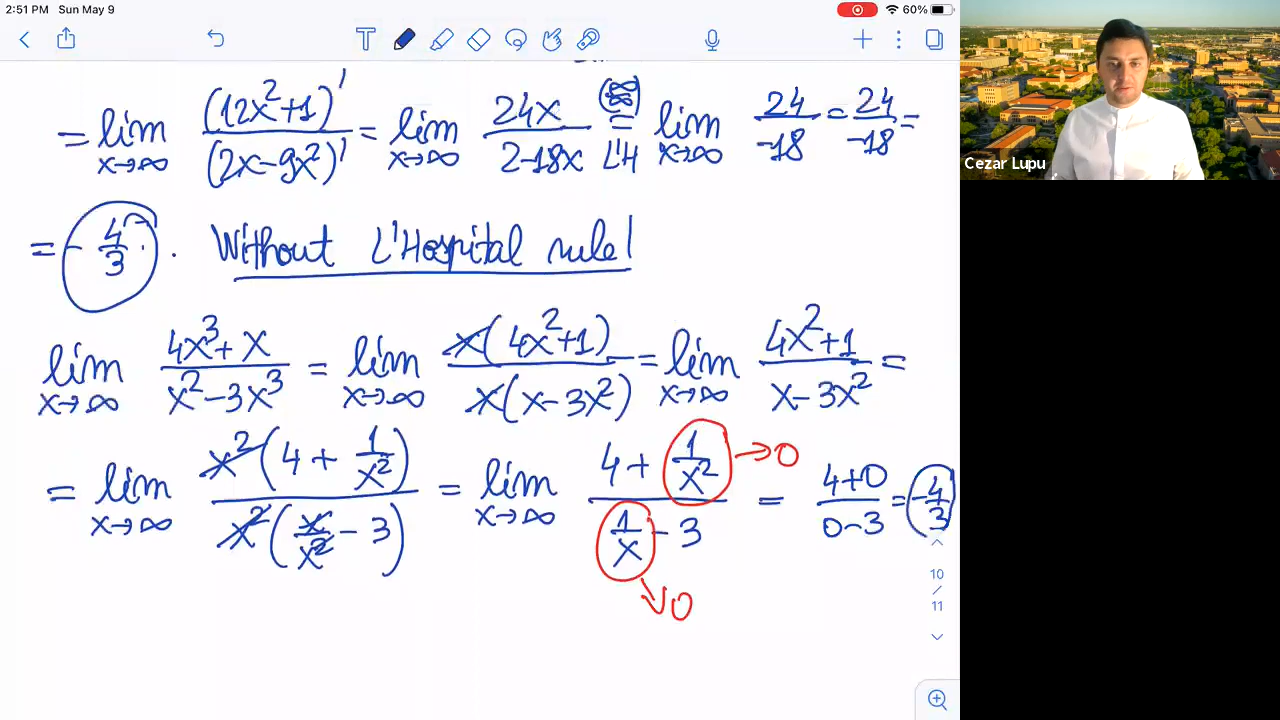 2:51 PM Sun May 9
60%
= lim x→∞ (12x²+1)' / (2x-9x²)' = lim x→∞ 24x / 2-18x (∞/∞) = L'H lim x→∞ 24 / -18 = 24 / -18 =
= - 4/3 . Without L'Hospital rule!
lim x→∞ 4x³+x / x²-3x³ = lim x→∞ x(4x²+1) / x(x-3x²) = lim x→∞ 4x²+1 / x-3x² =
= lim x→∞ x²(4 + 1/x²) / x²(x/x² - 3) = lim x→∞ 4 + 1/x² → 0 / 1/x - 3 = 4+0 / 0-3 = -4/3
→ 0
10
/
11
T
Cezar Lupu